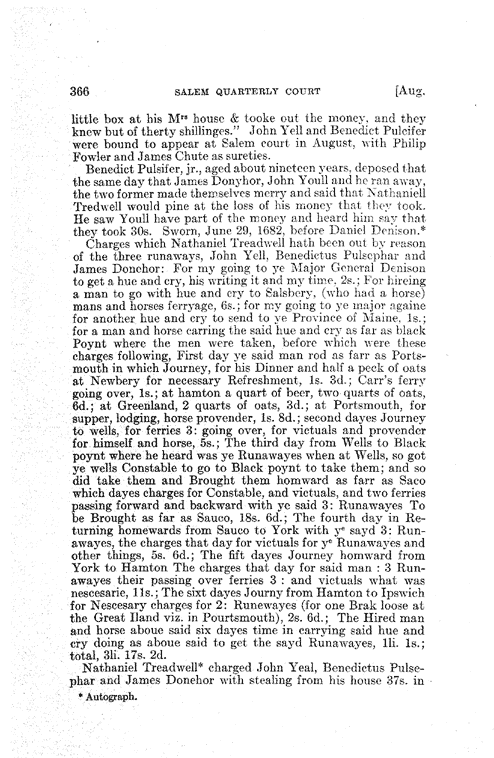 366 SALEM QUARTERLY COURT [Aug.
little box at his Mrs house & tooke out the money, and they
knew but of therty shillinges." John Yell and Benedict Pulcifer
were bound to appear at Salem court in August, with Philip
Fowler and James Chute as sureties.
Benedict Pulsifer, jr., aged about nineteen years, deposed that
the same day that James Donyhor, John Youll and he ran away,
the two former made themselves merry and said that Nathaniell
Tredwell would pine at the loss of his money that they took.
He saw Youll have part of the money and heard him say that
they took 30s. Sworn, June 29, 1682, before Daniel Denison.*
Charges which Nathaniel Treadwell hath been out by reason
of the three runaways, John Yell, Benedictus Pulsephar and
James Donchor: For my going to ye Major General Denison
to get a hue and cry, his writing it and my time, 2s.; For hireing
a man to go with hue and cry to Salsbery, (who had a horse)
mans and horses ferryage, 6s.; for my going to ye major againe
for another hue and cry to send to ye Province of Maine, 1s.;
for a man and horse carring the said hue and cry as far as black
Poynt where the men were taken, before which were these
charges following, First day ye said man rod as farr as Ports-
mouth in which Journey, for his Dinner and half a peck of oats
at Newbery for necessary Refreshment, 1s. 3d.; Carr's ferry
going over, 1s.; at hamton a quart of beer, two quarts of oats,
6d.; at Greenland, 2 quarts of oats, 3d.; at Portsmouth, for
supper, lodging, horse provender, 1s. 8d.; second dayes Journey
to wells, for ferries 3: going over, for victuals and provender
for himself and horse, 5s.; The third day from Wells to Black
poynt where he heard was ye Runawayes when at Wells, so got
ye wells Constable to go to Black poynt to take them; and so
did take them and Brought them homward as farr as Saco
which dayes charges for Constable, and victuals, and two ferries
passing forward and backward with ye said 3: Runawayes To
be Brought as far as Sauco, 18s. 6d.; The fourth day in Re-
turning homewards from Sauco to York with ye sayd 3: Run-
awayes, the charges that day for victuals for ye Runawayes and
other things, 5s. 6d.; The fift dayes Journey homward from
York to Hamton The charges that day for said man : 3 Run-
awayes their passing over ferries 3 : and victuals what was
nescesarie, 11s.; The sixt dayes Journy from Hamton to Ipswich
for Nescesary charges for 2: Runewayes (for one Brak loose at
the Great Iland viz. in Pourtsmouth), 2s. 6d.; The Hired man
and horse aboue said six dayes time in carrying said hue and
cry doing as aboue said to get the sayd Runawayes, 1li. 1s.;
total, 3li. 17s. 2d.
Nathaniel Treadwell* charged John Yeal, Benedictus Pulse-
phar and James Donehor with stealing from his house 37s. in
* Autograph.